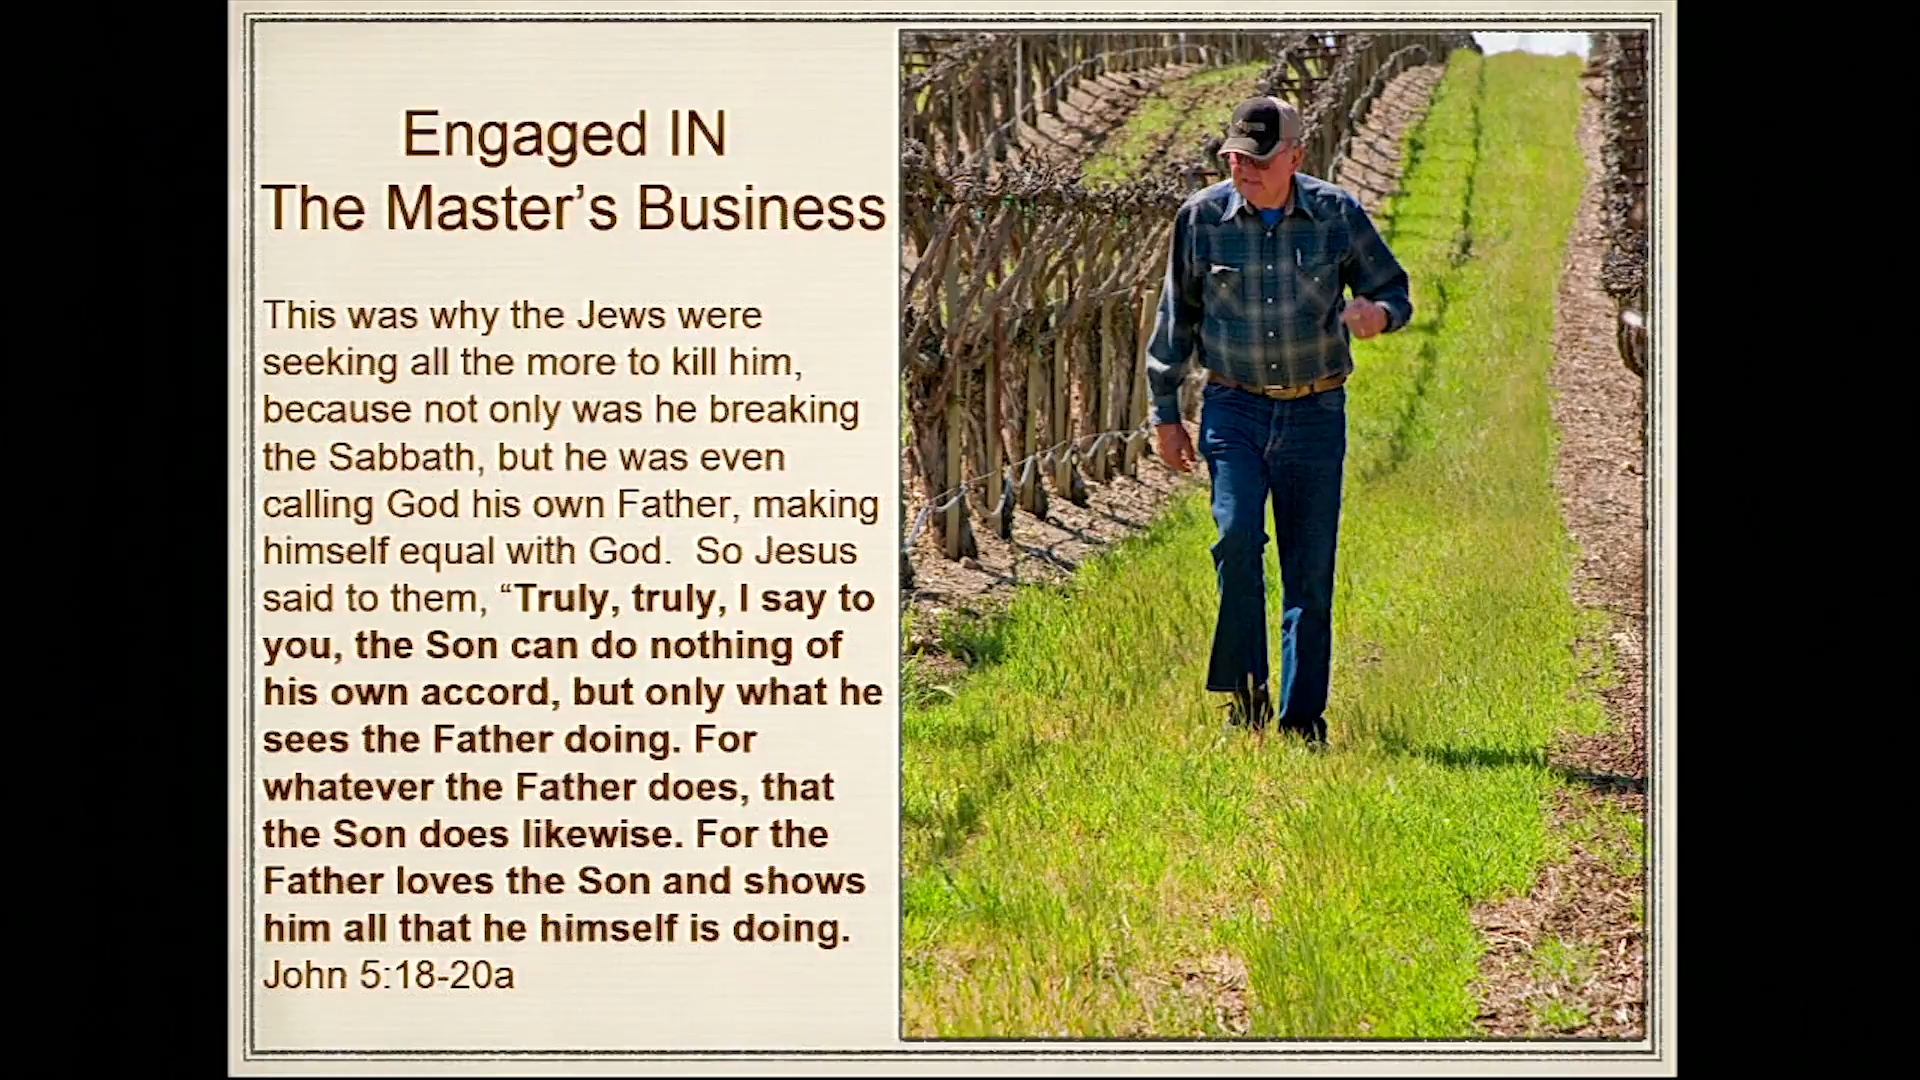 Engaged IN
The Master's Business
This was why the Jews were
seeking all the more to kill him,
because not only was he breaking
the Sabbath, but he was even
calling God his own Father, making
himself equal with God.  So Jesus
said to them, “Truly, truly, I say to
you, the Son can do nothing of
his own accord, but only what he
sees the Father doing. For
whatever the Father does, that
the Son does likewise. For the
Father loves the Son and shows
him all that he himself is doing.
John 5:18-20a